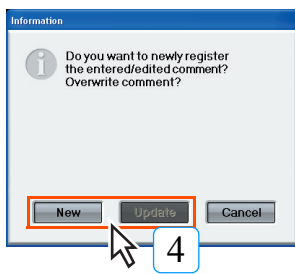 Information
Do you want to newly register
the entered/edited comment?
Overwrite comment?
New Update Cancel
4